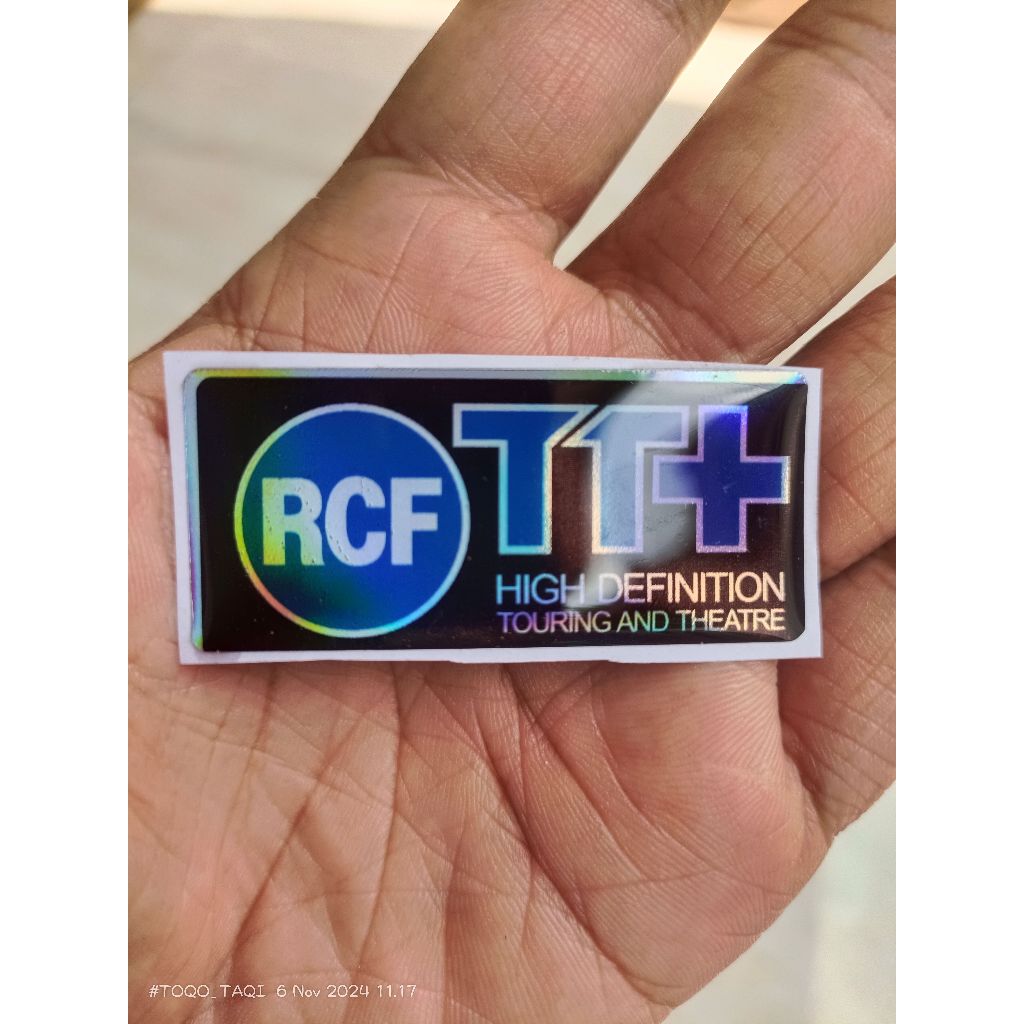 RCF
TT+
HIGH DEFINITION
TOURING AND THEATRE
#TOQO_TAQI 6 Nov 2024 11.17